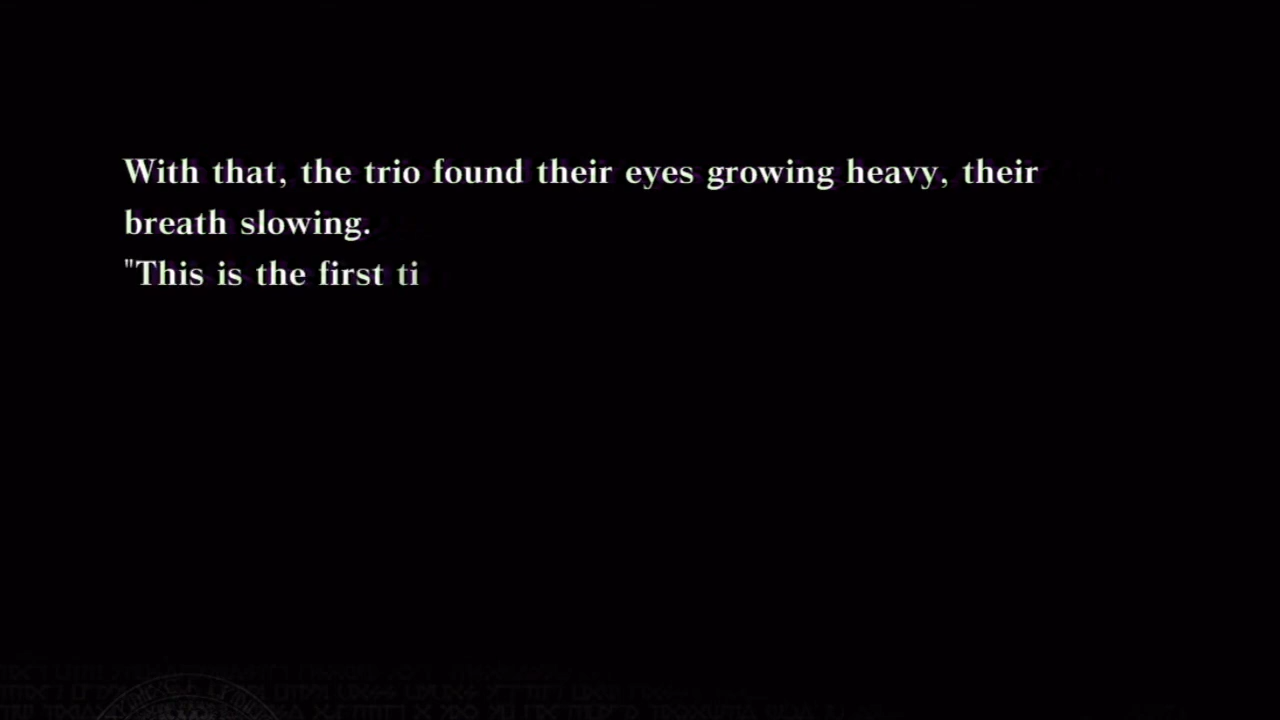 With that, the trio found their eyes growing heavy, their
breath slowing.
"This is the first ti